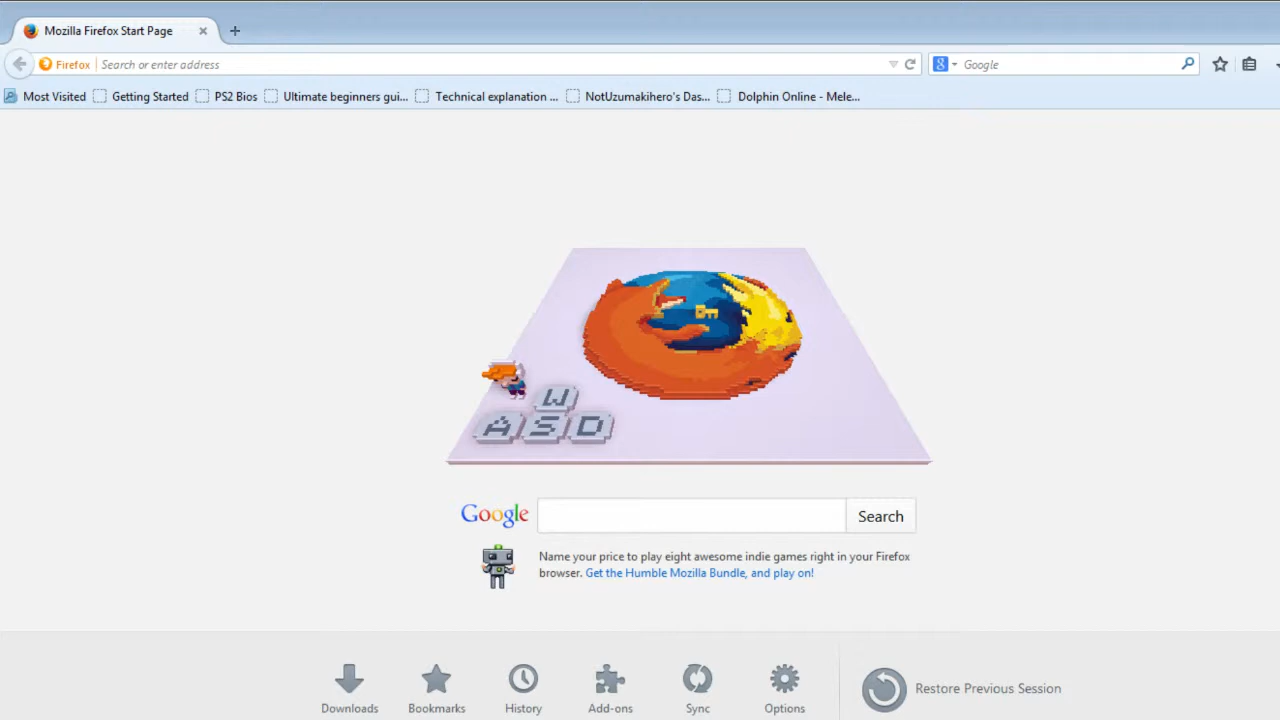 Mozilla Firefox Start Page
Firefox Search or enter address Google
Most Visited Getting Started PS2 Bios Ultimate beginners gui... Technical explanation ... NotUzumakihero's Das... Dolphin Online - Mele...
W
A S D
Google Search
Name your price to play eight awesome indie games right in your Firefox
browser. Get the Humble Mozilla Bundle, and play on!
Downloads Bookmarks History Add-ons Sync Options Restore Previous Session